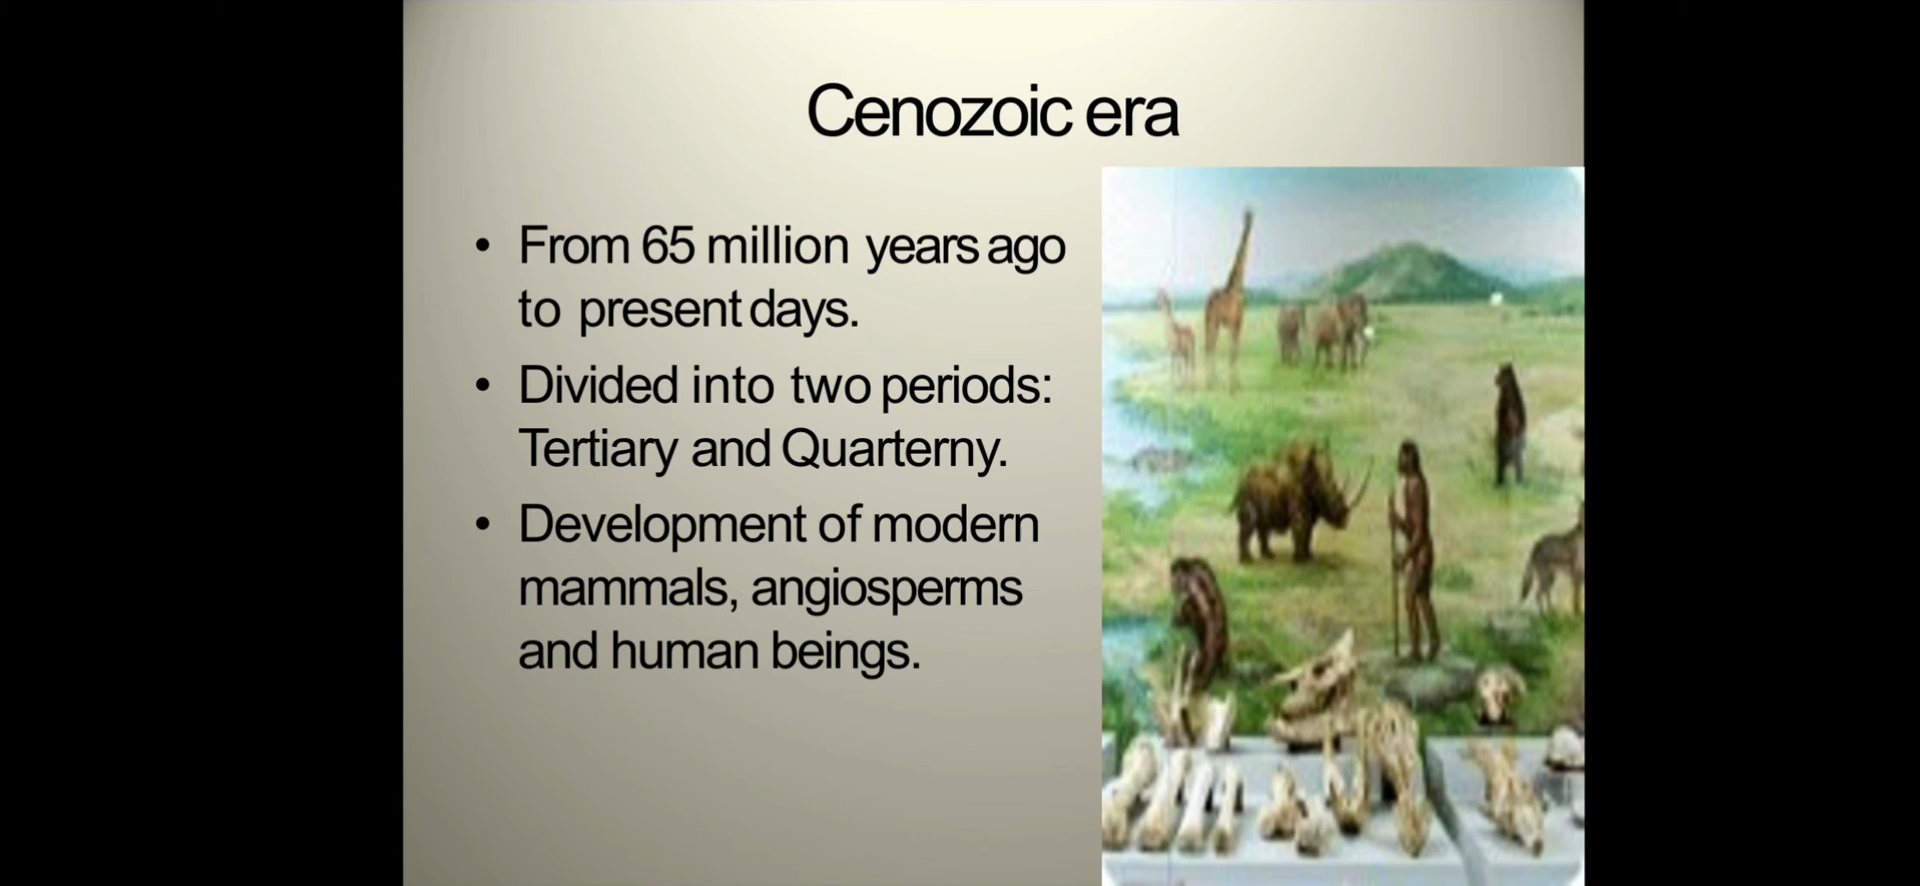 Cenozoic era
• From 65 million years ago
to present days.
• Divided into two periods:
Tertiary and Quarterny.
• Development of modern
mammals, angiosperms
and human beings.